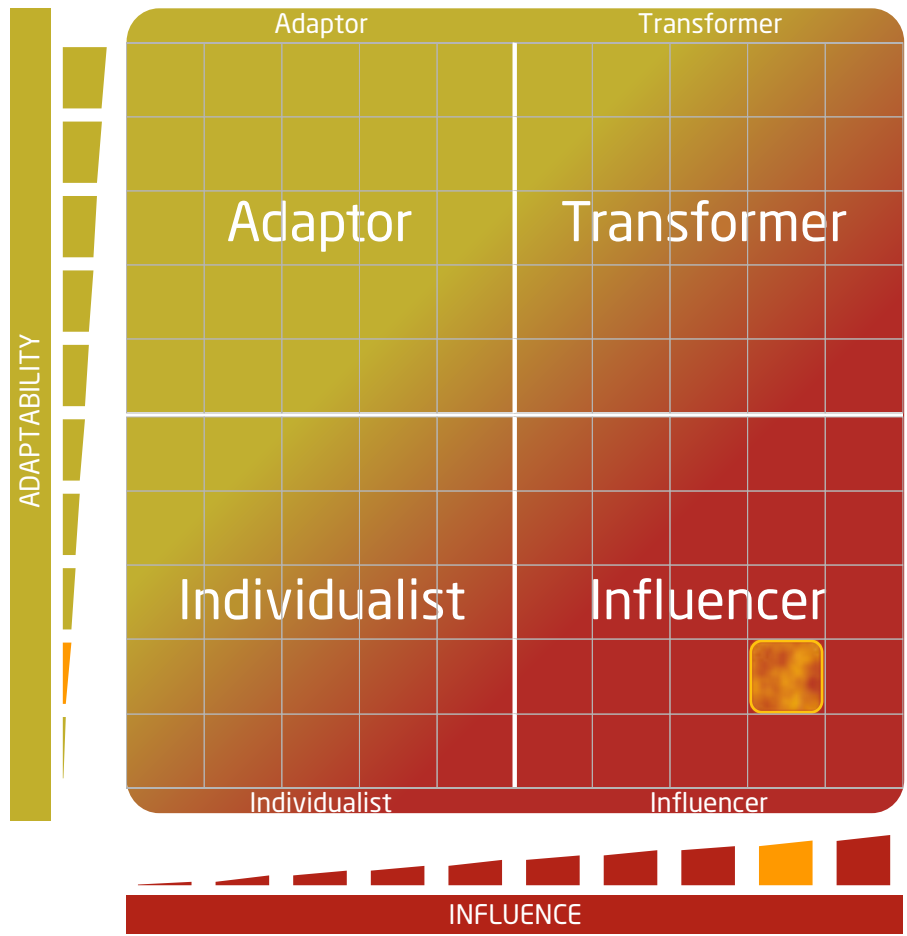 Adaptor
Transformer
ADAPTABILITY
Adaptor
Transformer
Individualist
Influencer
Individualist
Influencer
INFLUENCE